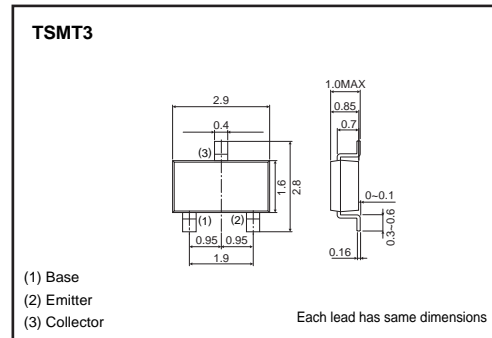 TSMT3
1.0MAX
2.9
0.85
0.4
0.7
(3)
1.6
2.8
0~0.1
(1)
(2)
0.3~0.6
0.95
0.95
0.16
1.9
(1) Base
(2) Emitter
(3) Collector
Each lead has same dimensions